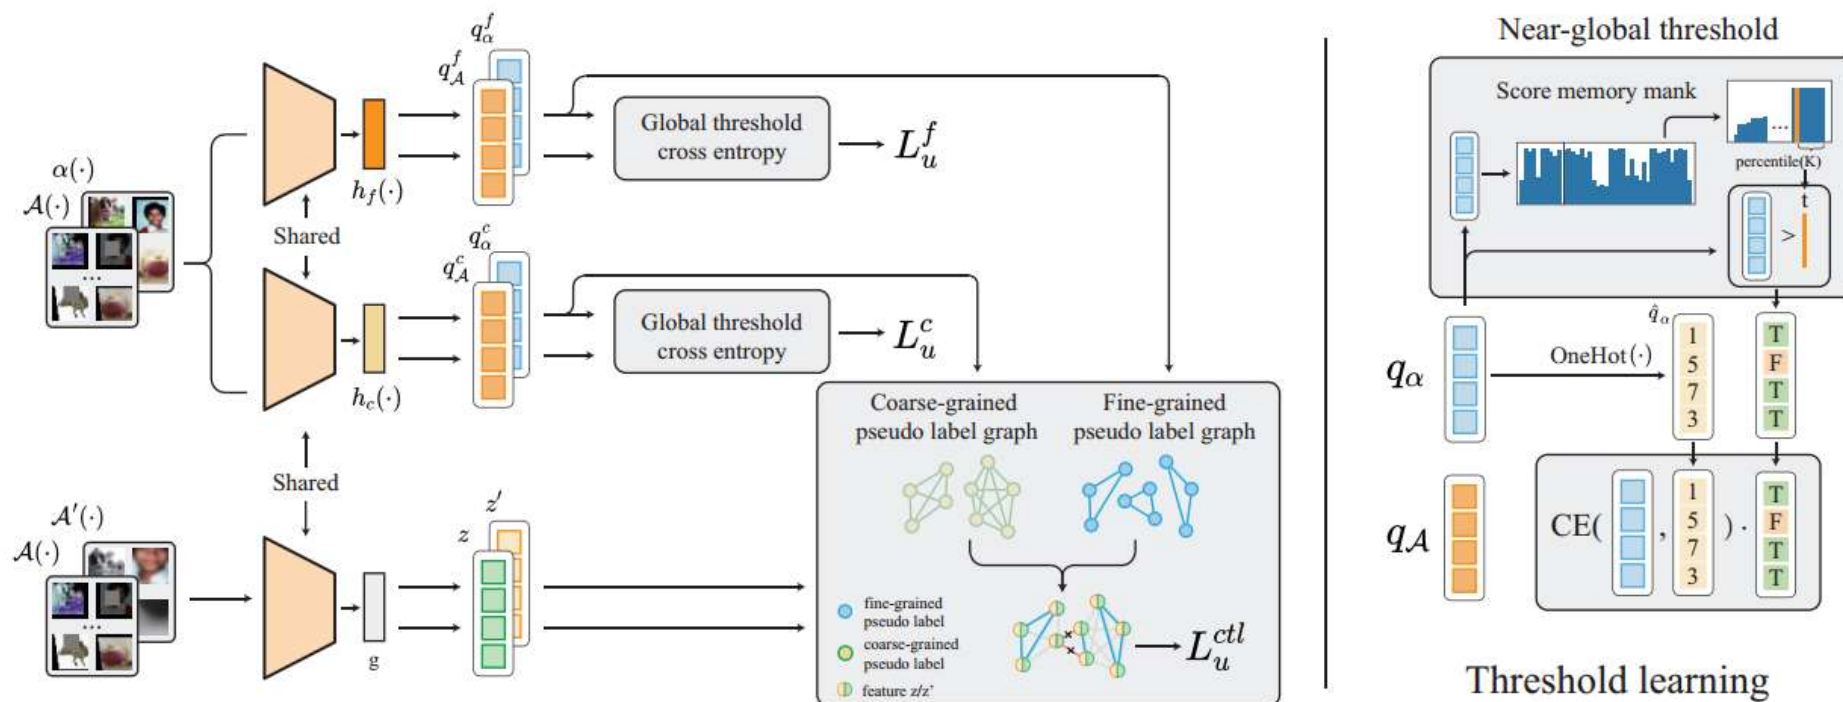 α(·)
𝒜(·)
...
h_f(·)
Shared
h_c(·)
q_α^f
q_𝒜^f
Global threshold
cross entropy
L_u^f
q_α^c
q_𝒜^c
Global threshold
cross entropy
L_u^c
Shared
𝒜′(·)
𝒜(·)
...
g
z′
z
Coarse-grained
pseudo label graph
Fine-grained
pseudo label graph
fine-grained
pseudo label
coarse-grained
pseudo label
feature z/z’
× ×
L_u^{ctl}
Near-global threshold
Score memory mank
...
percentile(K)
t
>
q_α
OneHot(·)
q̂_α
1
5
7
3
T
F
T
T
q_𝒜
CE( , ) ·
1
5
7
3
T
F
T
T
Threshold learning